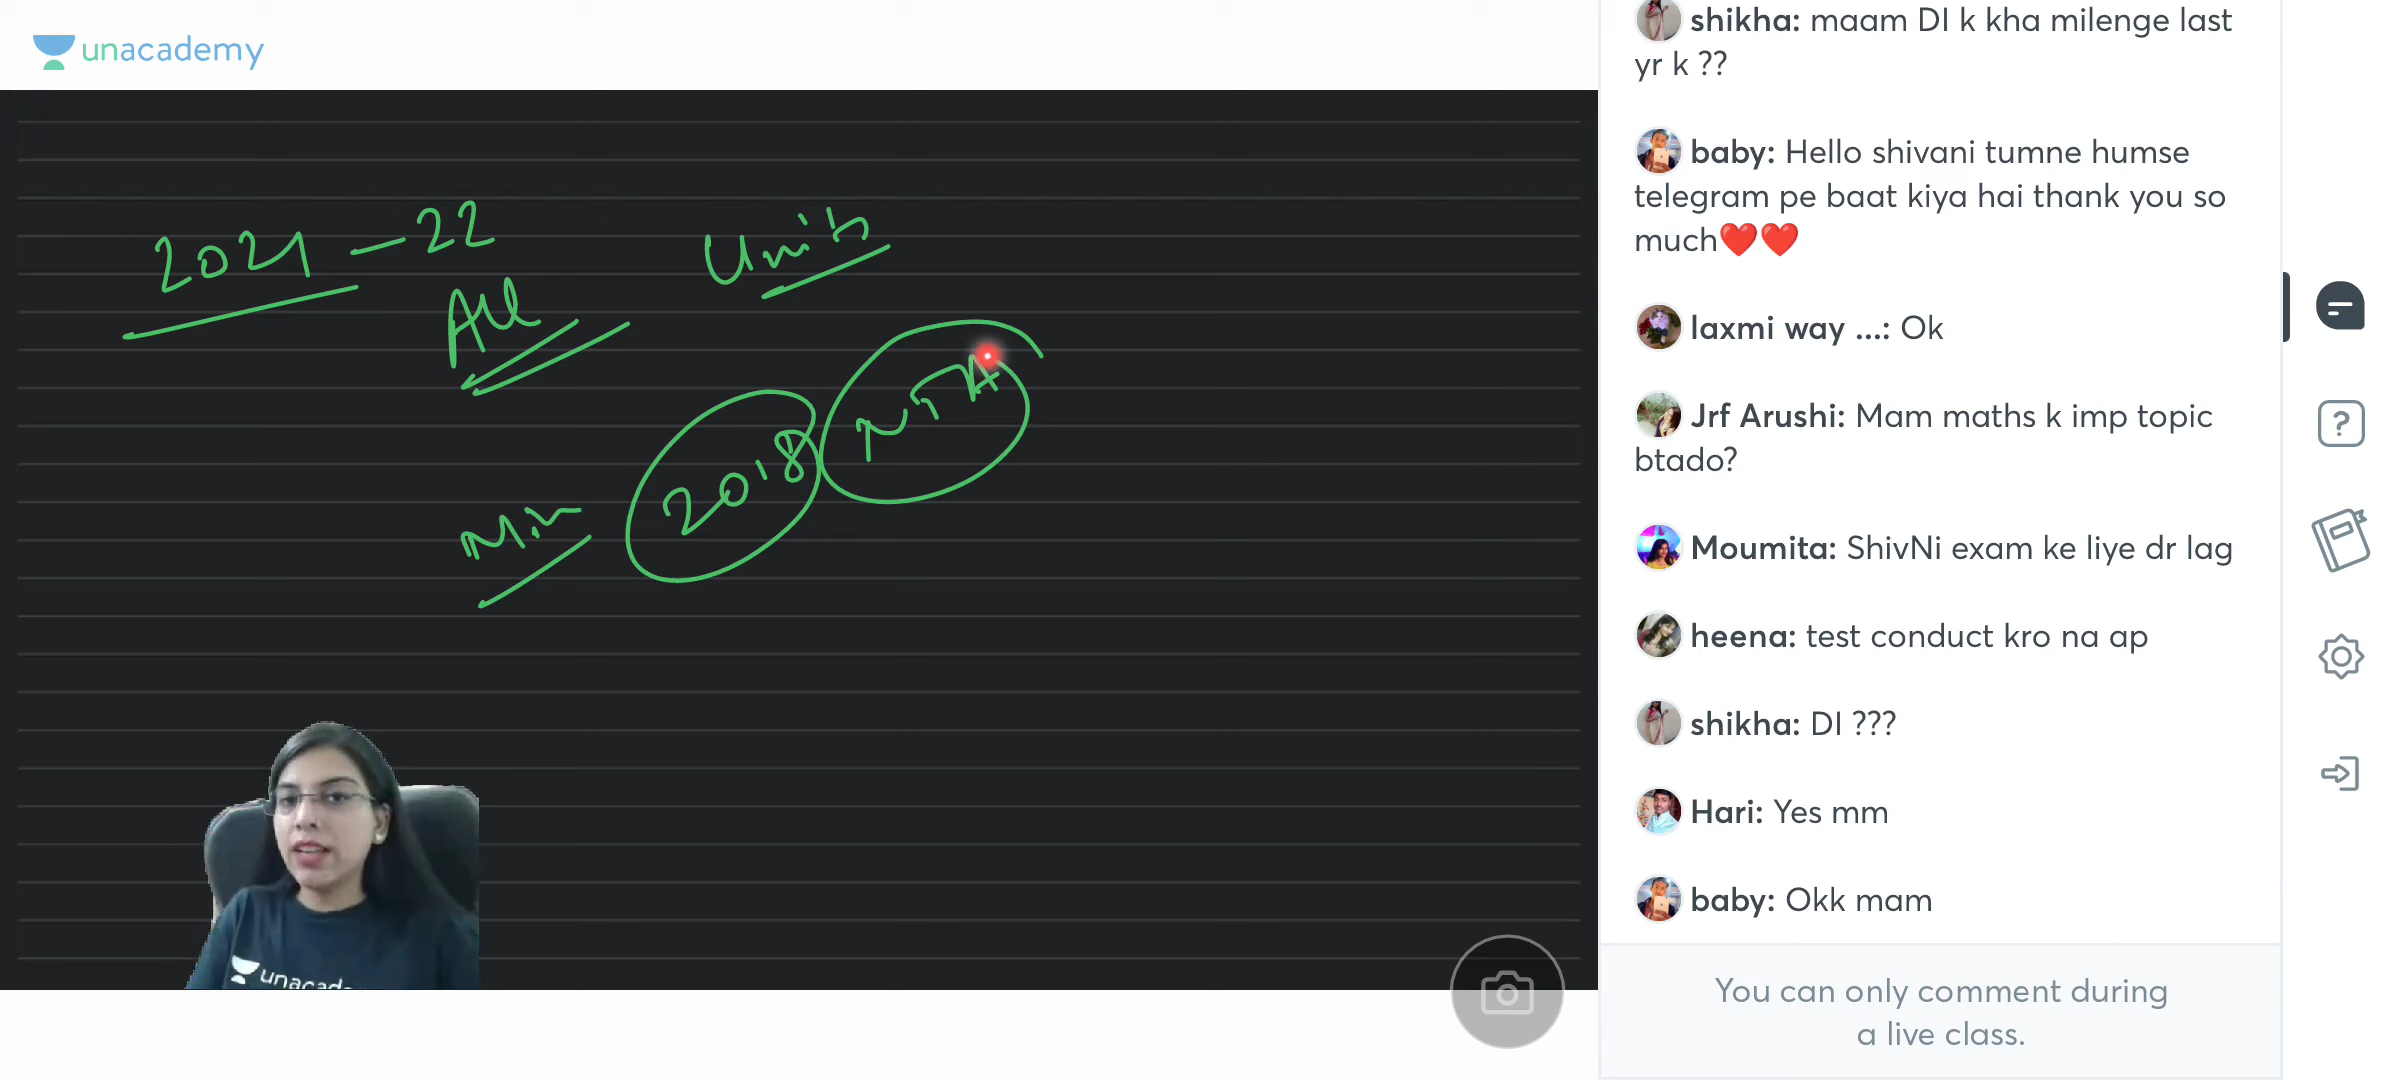 unacademy
2021 - 22
All
Units
Min
2018
NTA
unacad
shikha: maam DI k kha milenge last
yr k ??
baby: Hello shivani tumne humse
telegram pe baat kiya hai thank you so
much❤️❤️
laxmi way ...: Ok
Jrf Arushi: Mam maths k imp topic
btado?
Moumita: ShivNi exam ke liye dr lag
heena: test conduct kro na ap
shikha: DI ???
Hari: Yes mm
baby: Okk mam
You can only comment during
a live class.